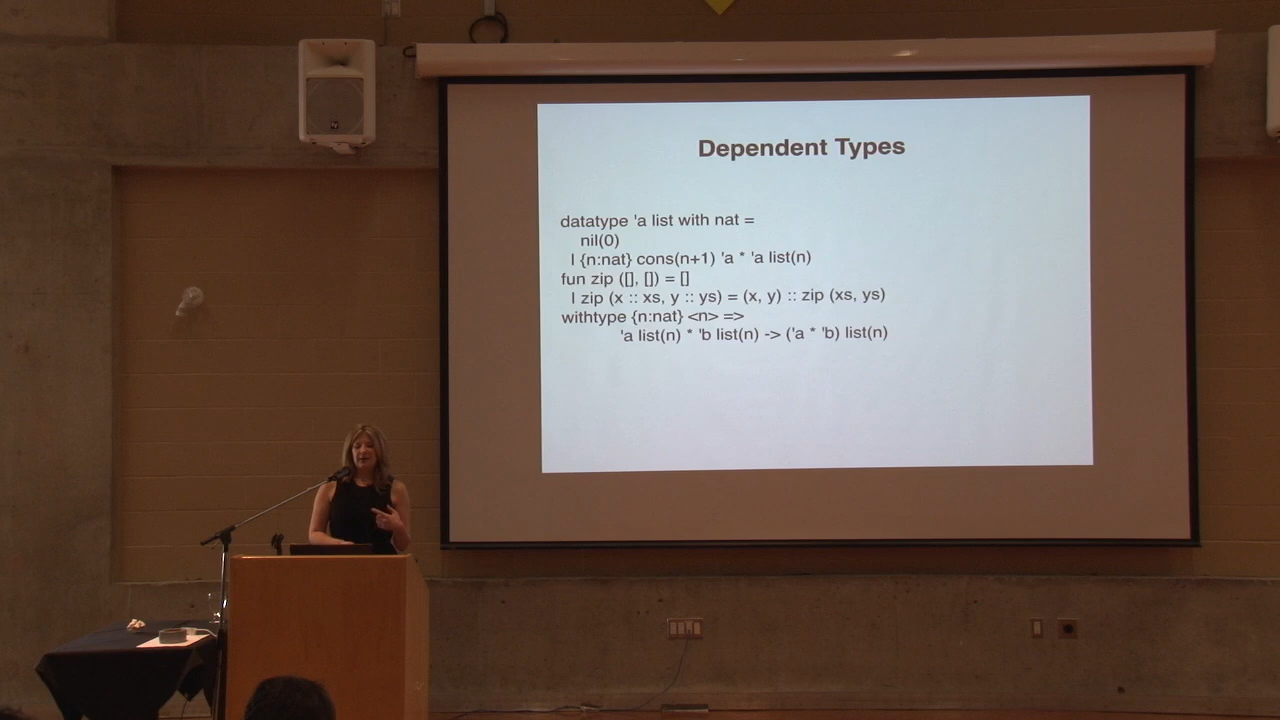 Dependent Types
datatype 'a list with nat =
nil(0)
| {n:nat} cons(n+1) 'a * 'a list(n)
fun zip ([], []) = []
| zip (x :: xs, y :: ys) = (x, y) :: zip (xs, ys)
withtype {n:nat} <n> =>
'a list(n) * 'b list(n) -> ('a * 'b) list(n)